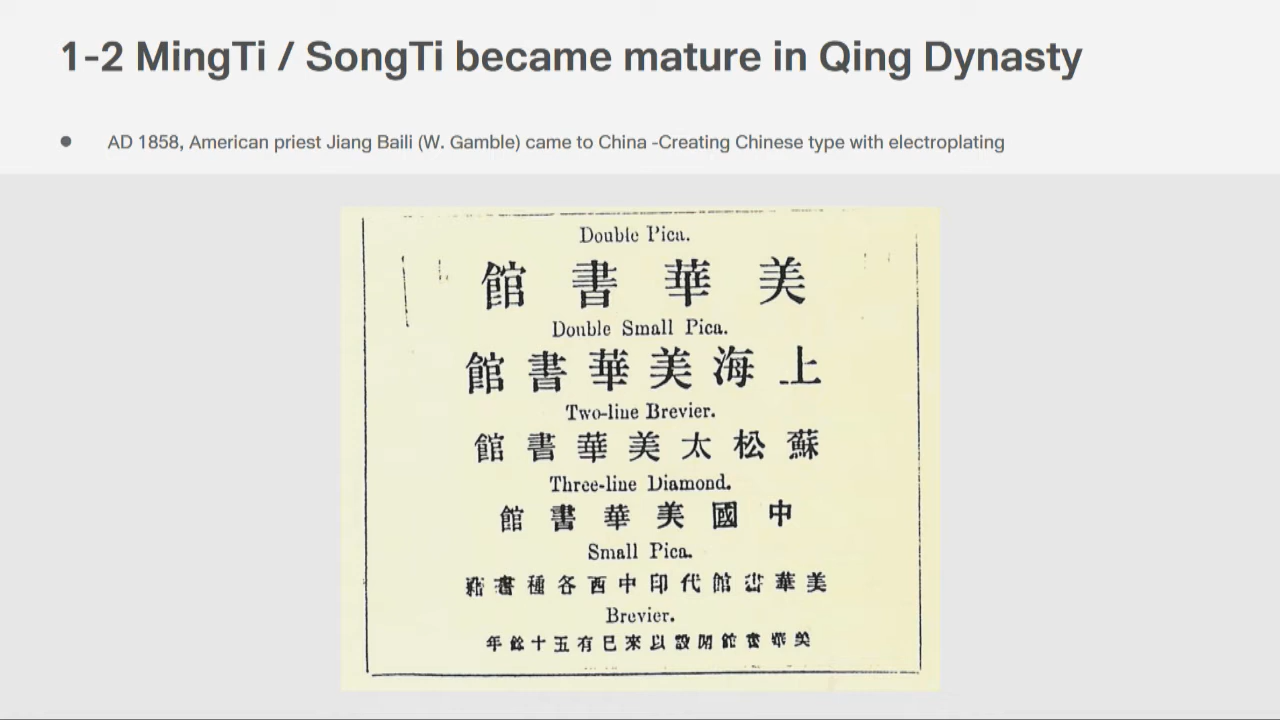 1-2 MingTi / SongTi became mature in Qing Dynasty
• AD 1858, American priest Jiang Baili (W. Gamble) came to China -Creating Chinese type with electroplating
Double Pica.
美華書館
Double Small Pica.
上海美華書館
Two-line Brevier.
蘇松太美華書館
Three-line Diamond.
中國美華書館
Small Pica.
美華書館代印中西各種書
Brevier.
美華書館開設以來已有五十餘年